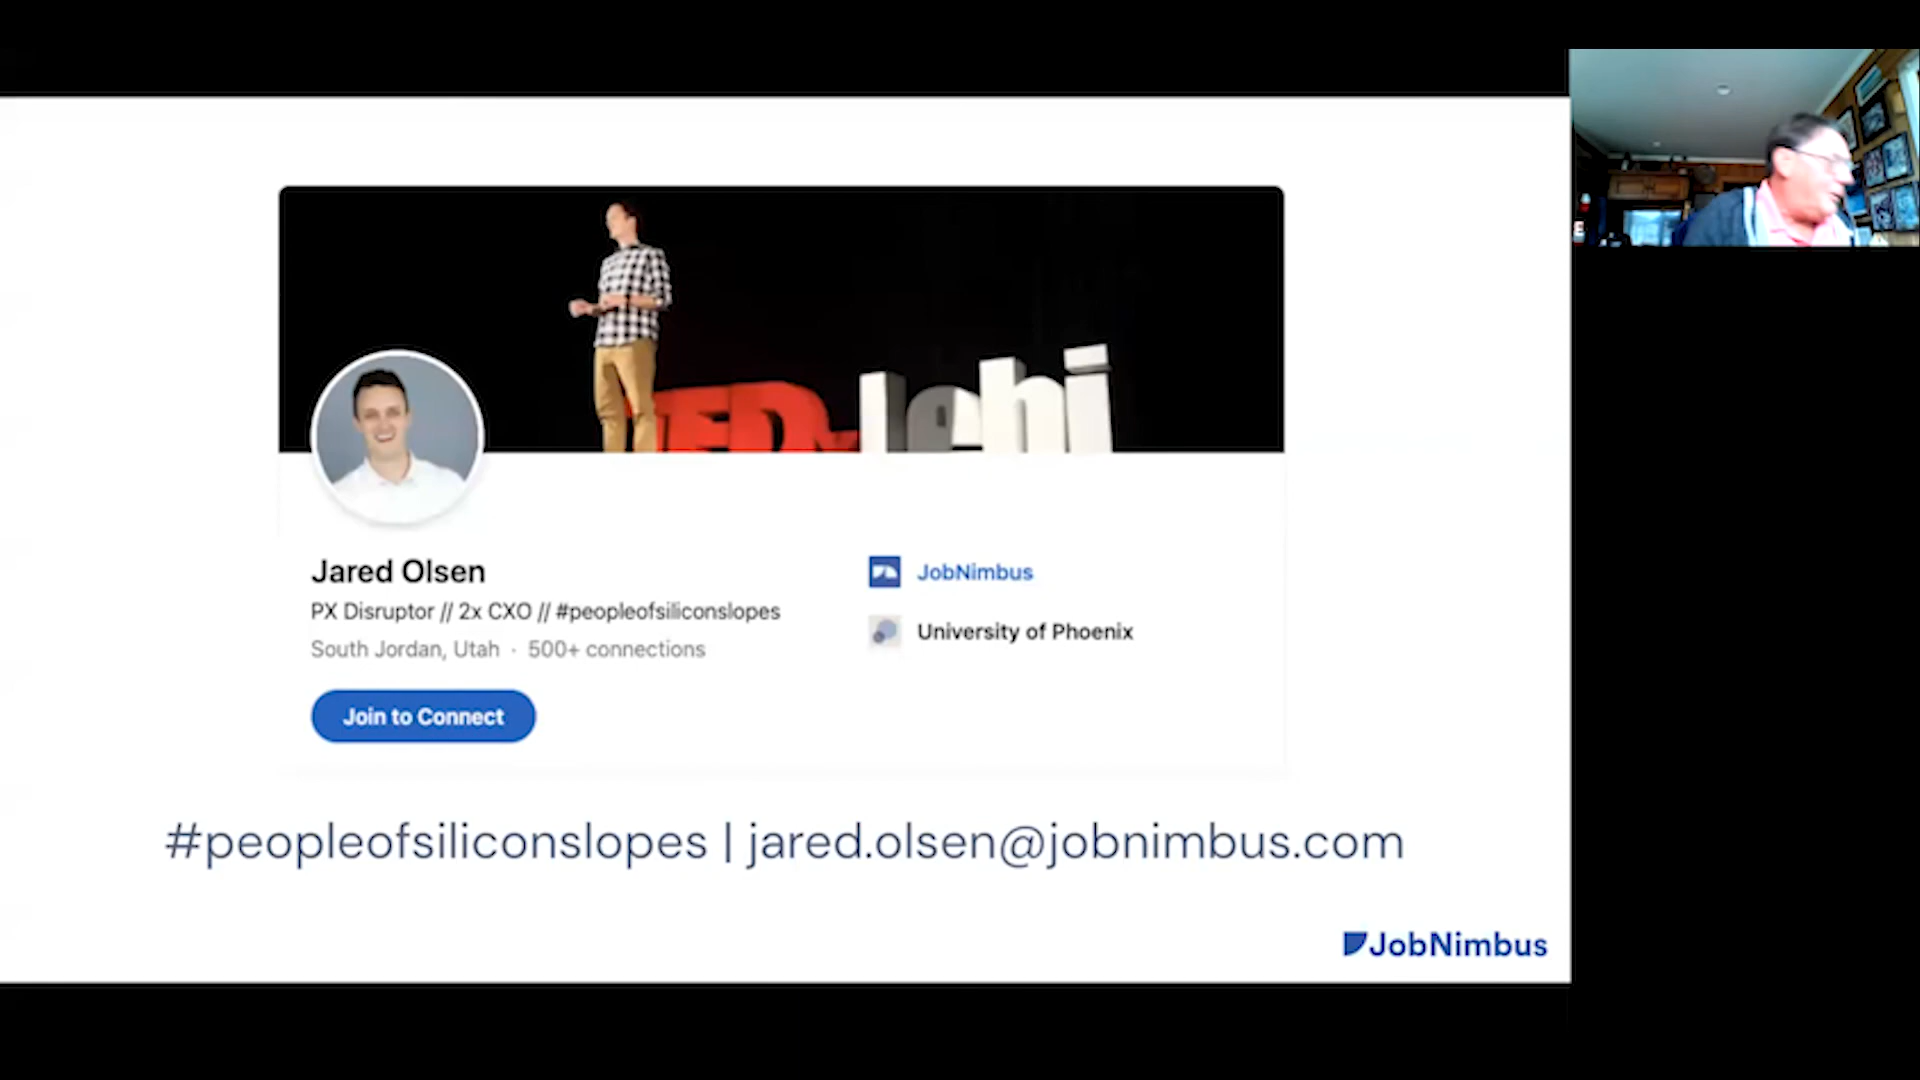 TEDxlehi
Jared Olsen
PX Disruptor // 2x CXO // #peopleofsiliconslopes
South Jordan, Utah · 500+ connections
Join to Connect
JobNimbus
University of Phoenix
#peopleofsiliconslopes | jared.olsen@jobnimbus.com
JobNimbus